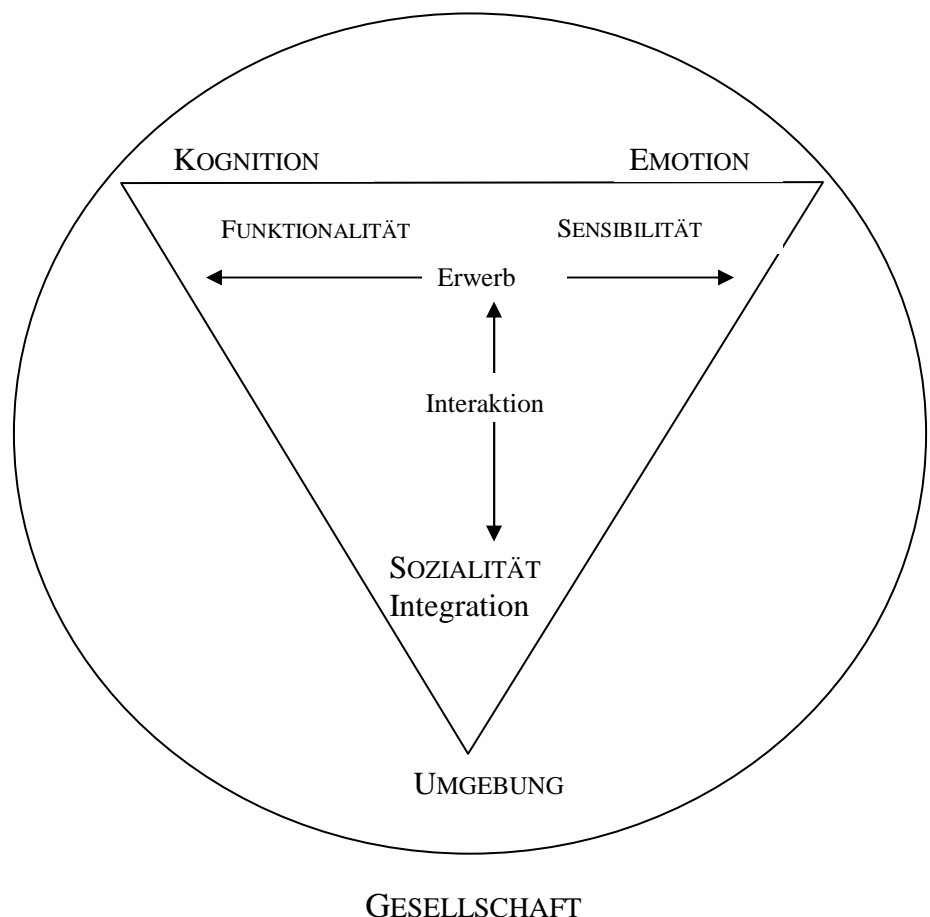 KOGNITION EMOTION
FUNKTIONALITÄT SENSIBILITÄT
Erwerb
Interaktion
SOZIALITÄT
Integration
UMGEBUNG
GESELLSCHAFT